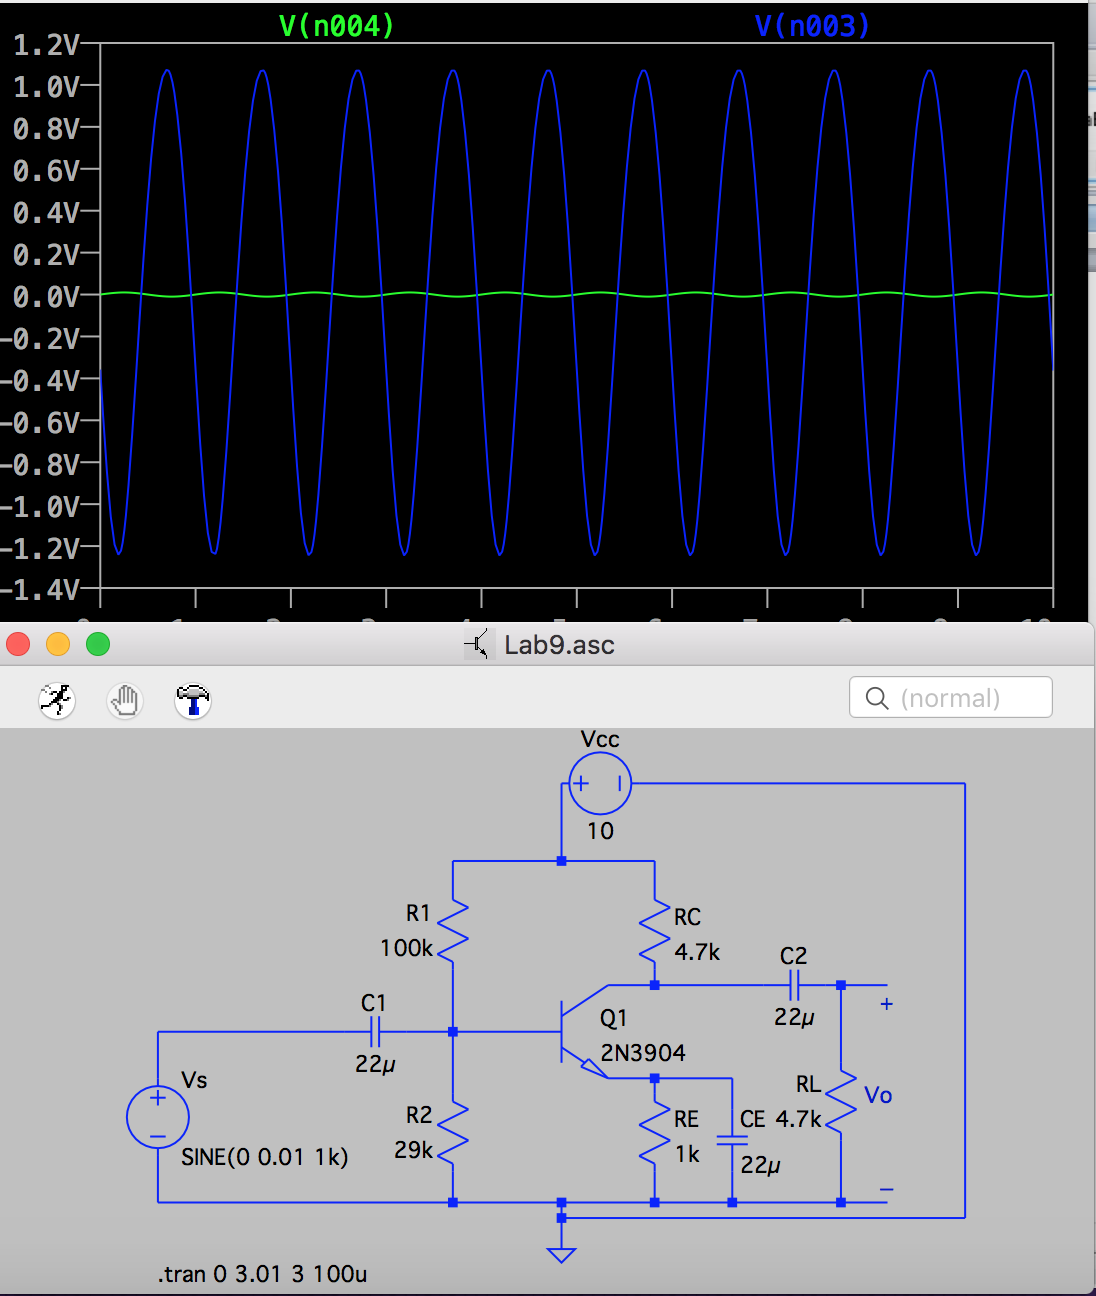 V(n004) V(n003)
1.2V
1.0V
0.8V
0.6V
0.4V
0.2V
0.0V
-0.2V
-0.4V
-0.6V
-0.8V
-1.0V
-1.2V
-1.4V
Lab9.asc
(normal)
Vcc
10
R1
100k
RC
4.7k
C2
22µ
C1
22µ
Q1
2N3904
+
Vs
SINE(0 0.01 1k)
R2
29k
RE
1k
CE
22µ
RL
4.7k
Vo
−
.tran 0 3.01 3 100u